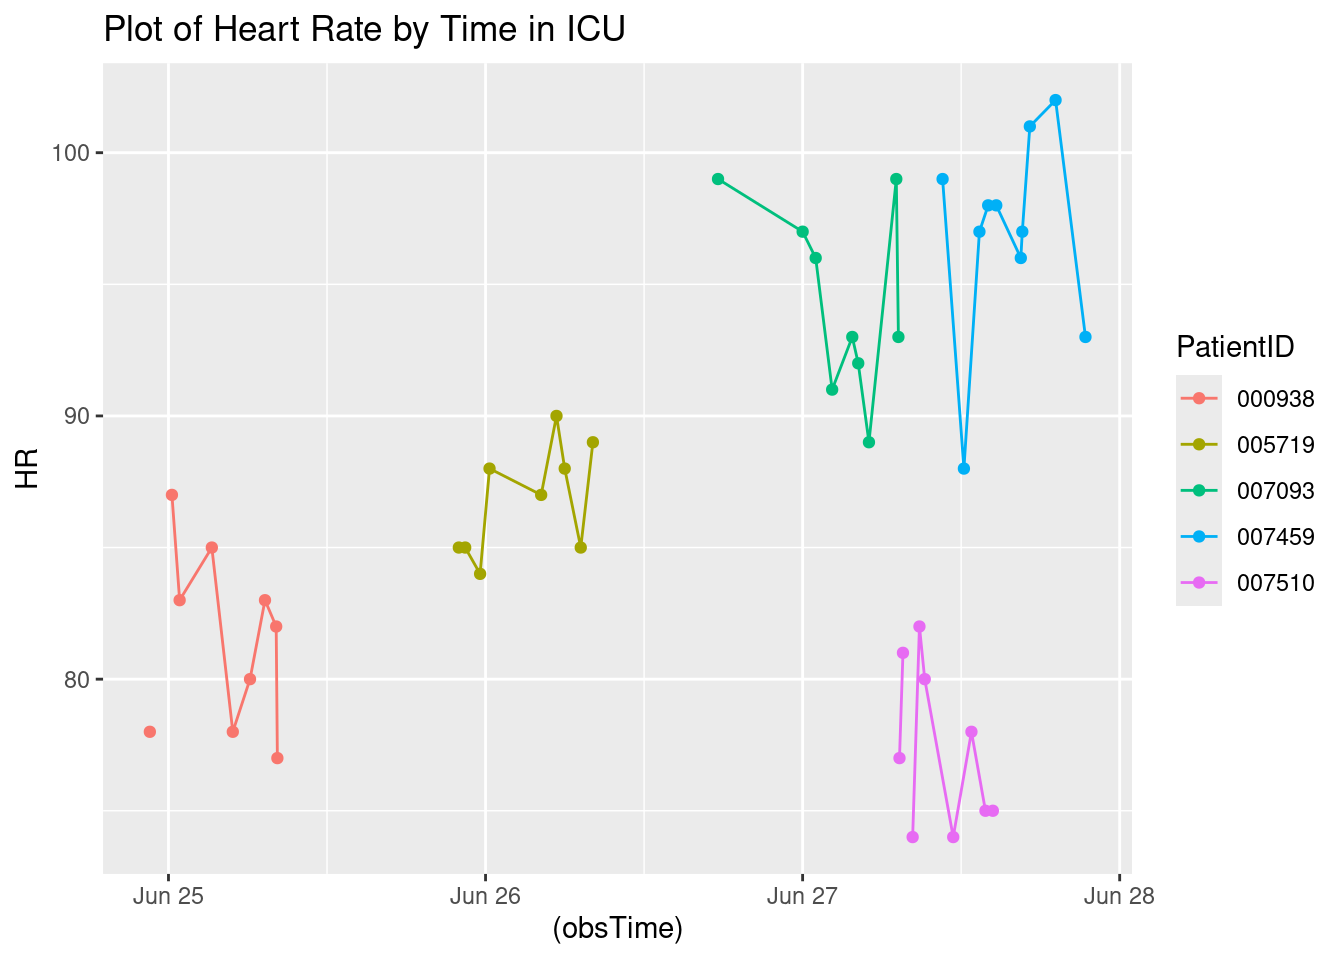 Plot of Heart Rate by Time in ICU
100
90
80
HR
Jun 25
Jun 26
Jun 27
Jun 28
(obsTime)
PatientID
000938
005719
007093
007459
007510